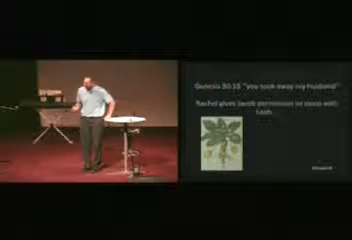 Genesis 30:15 "you took away my husband"
Rachel gives Jacob permission to sleep with
Leah